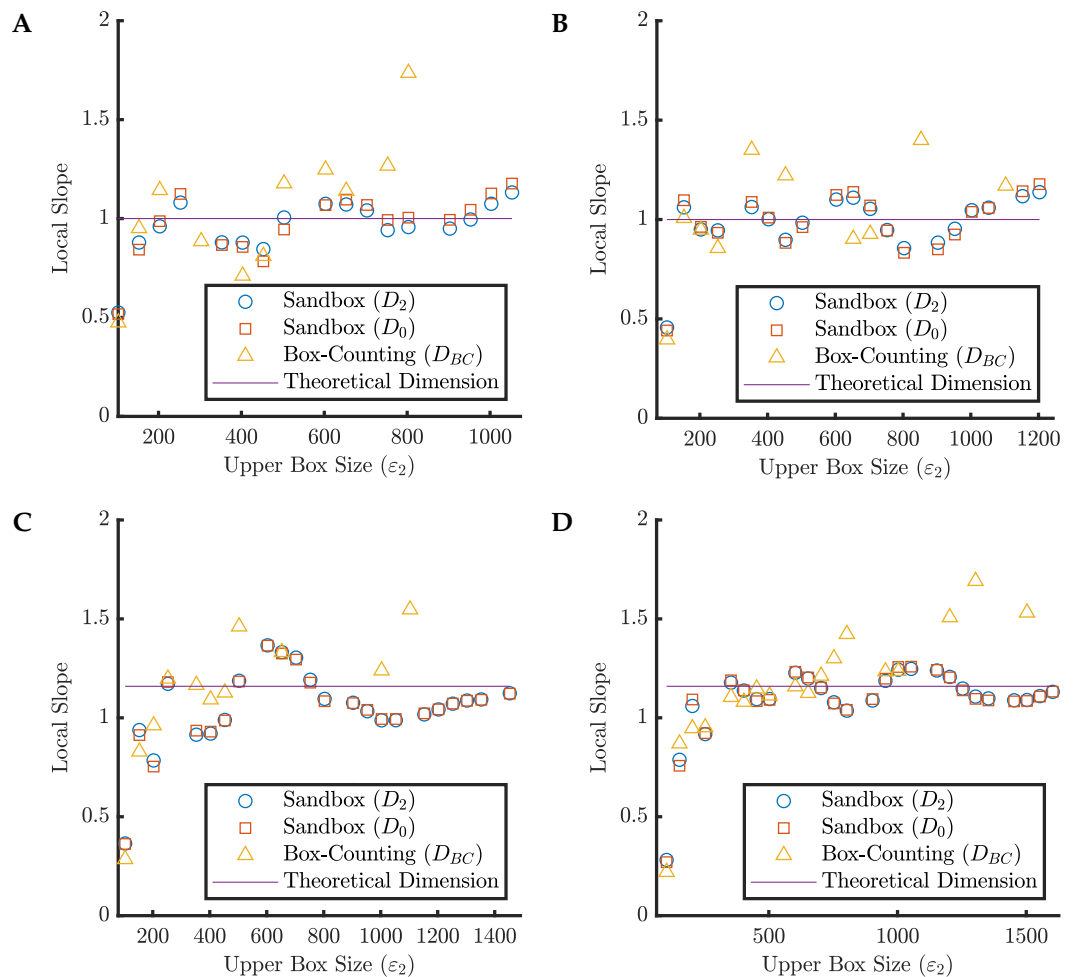 A
2
1.5
1
0.5
0
Local Slope
200 400 600 800 1000
Upper Box Size (ε₂)
Sandbox (D₂)
Sandbox (D₀)
Box-Counting (D_BC)
Theoretical Dimension
B
2
1.5
1
0.5
0
Local Slope
200 400 600 800 1000 1200
Upper Box Size (ε₂)
Sandbox (D₂)
Sandbox (D₀)
Box-Counting (D_BC)
Theoretical Dimension
C
2
1.5
1
0.5
0
Local Slope
200 400 600 800 1000 1200 1400
Upper Box Size (ε₂)
Sandbox (D₂)
Sandbox (D₀)
Box-Counting (D_BC)
Theoretical Dimension
D
2
1.5
1
0.5
0
Local Slope
500 1000 1500
Upper Box Size (ε₂)
Sandbox (D₂)
Sandbox (D₀)
Box-Counting (D_BC)
Theoretical Dimension